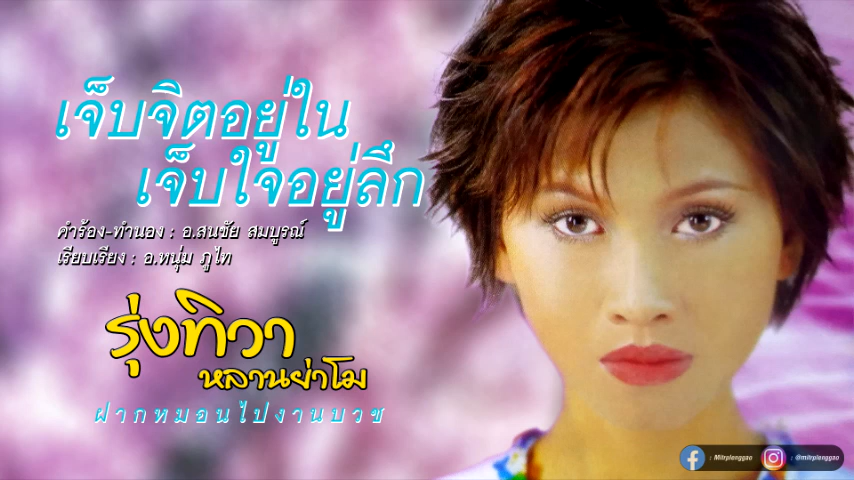 เจ็บจิตอยู่ใน
เจ็บใจอยู่ลึก
คำร้อง-ทำนอง : อ.สนชัย สมบูรณ์
เรียบเรียง : อ.หนุ่ม ภูไท
รุ่งทิวา
หลานย่าโม
ฝากหมอนไปงานบวช
: Mitrplenggao : @mitrplenggao